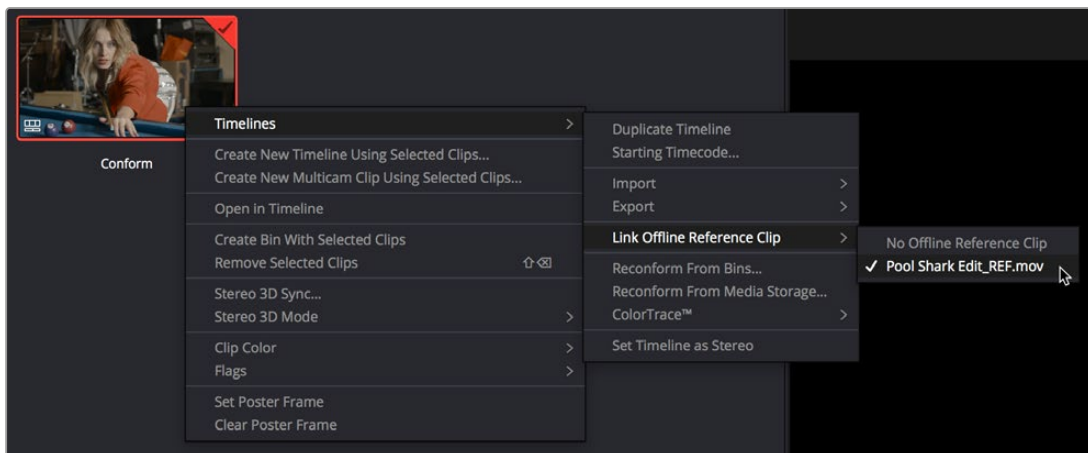 Conform
Timelines
Create New Timeline Using Selected Clips...
Create New Multicam Clip Using Selected Clips...
Open in Timeline
Create Bin With Selected Clips
Remove Selected Clips
Stereo 3D Sync...
Stereo 3D Mode
Clip Color
Flags
Set Poster Frame
Clear Poster Frame
Duplicate Timeline
Starting Timecode...
Import
Export
Link Offline Reference Clip
Reconform From Bins...
Reconform From Media Storage...
ColorTrace™
Set Timeline as Stereo
No Offline Reference Clip
Pool Shark Edit_REF.mov